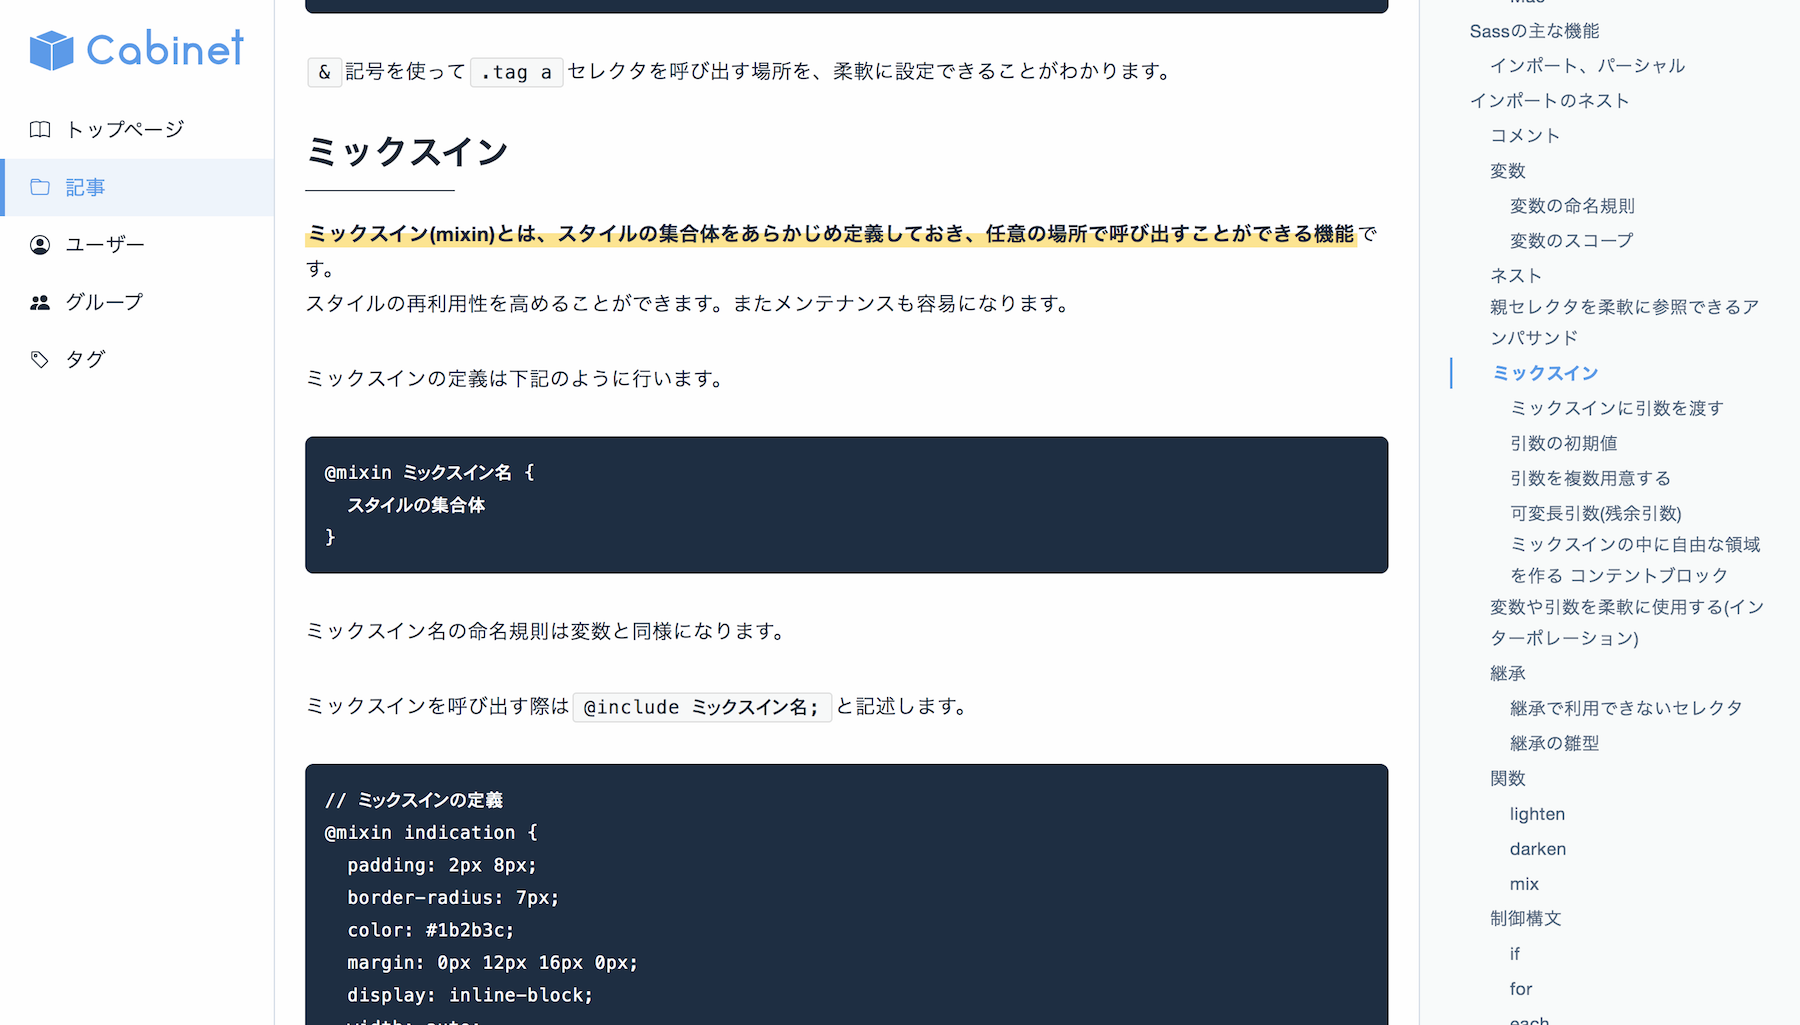 Cabinet
トップページ
記事
ユーザー
グループ
タグ
& 記号を使って .tag a セレクタを呼び出す場所を、柔軟に設定できることがわかります。
ミックスイン
ミックスイン(mixin)とは、スタイルの集合体をあらかじめ定義しておき、任意の場所で呼び出すことができる機能で
す。
スタイルの再利用性を高めることができます。またメンテナンスも容易になります。
ミックスインの定義は下記のように行います。
@mixin ミックスイン名 {
  スタイルの集合体
}
ミックスイン名の命名規則は変数と同様になります。
ミックスインを呼び出す際は @include ミックスイン名; と記述します。
// ミックスインの定義
@mixin indication {
  padding: 2px 8px;
  border-radius: 7px;
  color: #1b2b3c;
  margin: 0px 12px 16px 0px;
  display: inline-block;
  width: auto;
Sassの主な機能
インポート、パーシャル
インポートのネスト
コメント
変数
変数の命名規則
変数のスコープ
ネスト
親セレクタを柔軟に参照できるア
ンパサンド
ミックスイン
ミックスインに引数を渡す
引数の初期値
引数を複数用意する
可変長引数(残余引数)
ミックスインの中に自由な領域
を作る コンテントブロック
変数や引数を柔軟に使用する(イン
ターポレーション)
継承
継承で利用できないセレクタ
継承の雛型
関数
lighten
darken
mix
制御構文
if
for
each